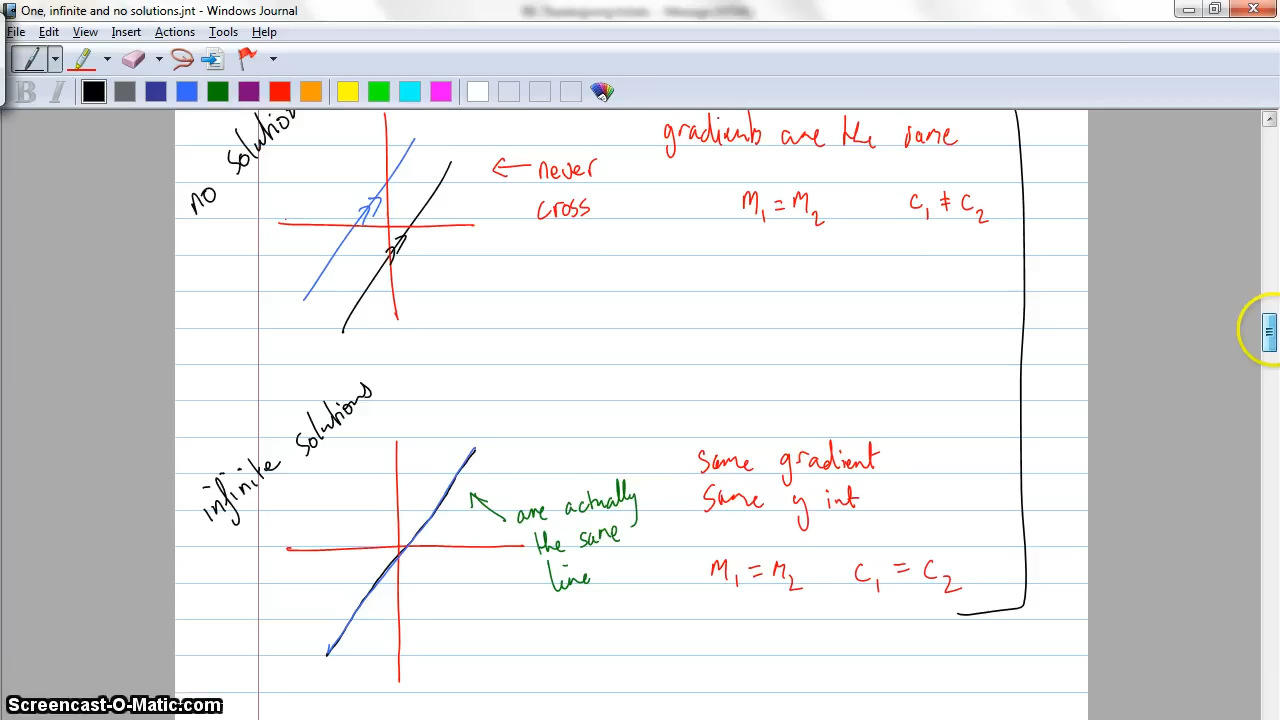 One, infinite and no solutions.jnt - Windows Journal
File Edit View Insert Actions Tools Help
B I
no solution
gradients are the same
← never
cross
M₁ = M₂ C₁ ≠ C₂
infinite solutions
Same gradient
Same y int
are actually
the same
line
M₁ = M₂ C₁ = C₂
Screencast-O-Matic.com